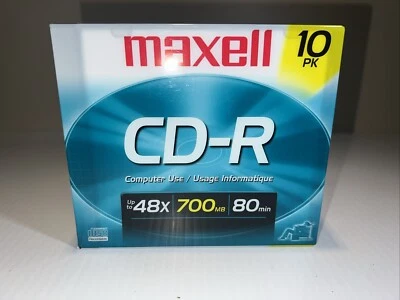 maxell
10
PK
CD-R
Computer Use / Usage Informatique
Up to 48x 700MB 80min